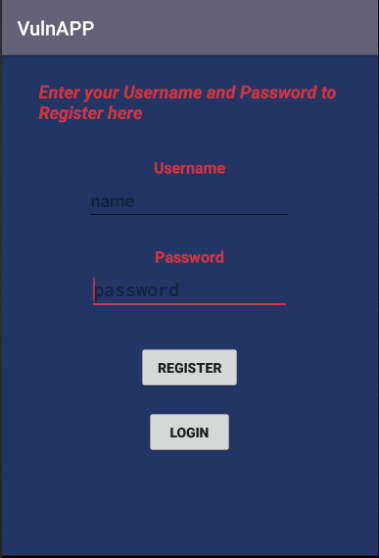 VulnAPP
Enter your Username and Password to
Register here
Username
name
Password
password
REGISTER
LOGIN